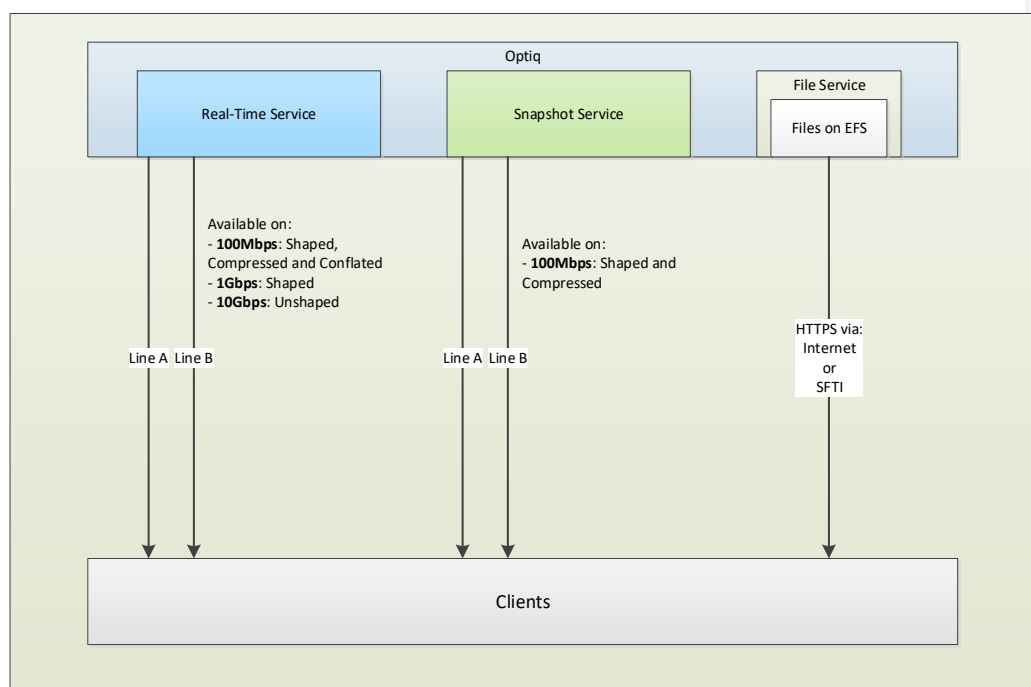 Optiq
Real-Time Service
Snapshot Service
File Service
Files on EFS
Available on:
- 100Mbps: Shaped,
Compressed and Conflated
- 1Gbps: Shaped
- 10Gbps: Unshaped
Available on:
- 100Mbps: Shaped and
Compressed
Line A
Line B
Line A
Line B
HTTPS via:
Internet
or
SFTI
Clients